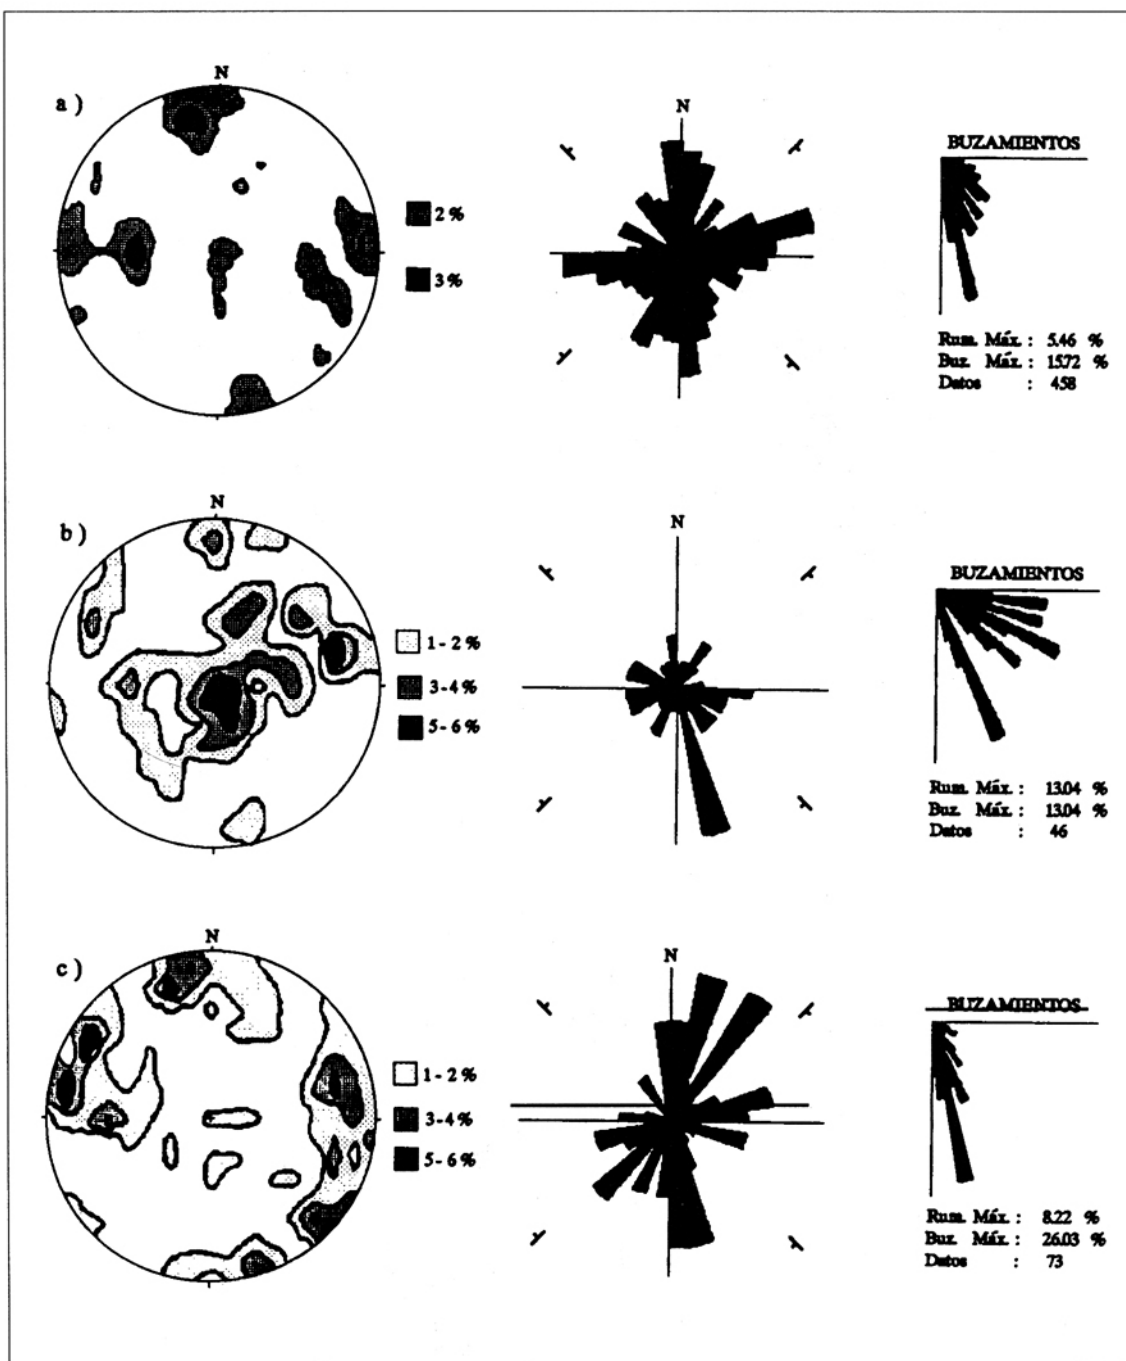 a )
N
2 %
3 %
N
BUZAMIENTOS
Rum. Máx. : 5.46 %
Buz. Máx. : 15.72 %
Datos : 458
b )
N
1 - 2 %
3 - 4 %
5 - 6 %
N
BUZAMIENTOS
Rum. Máx. : 13.04 %
Buz. Máx. : 13.04 %
Datos : 46
c )
N
1 - 2 %
3 - 4 %
5 - 6 %
N
BUZAMIENTOS
Rum. Máx. : 8.22 %
Buz. Máx. : 26.03 %
Datos : 73